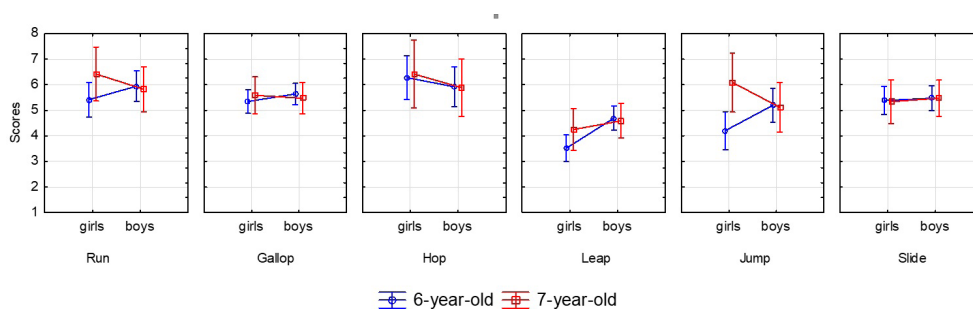 Scores
8
7
6
5
4
3
2
1
girls boys girls boys girls boys girls boys girls boys girls boys
Run Gallop Hop Leap Jump Slide
6-year-old 7-year-old